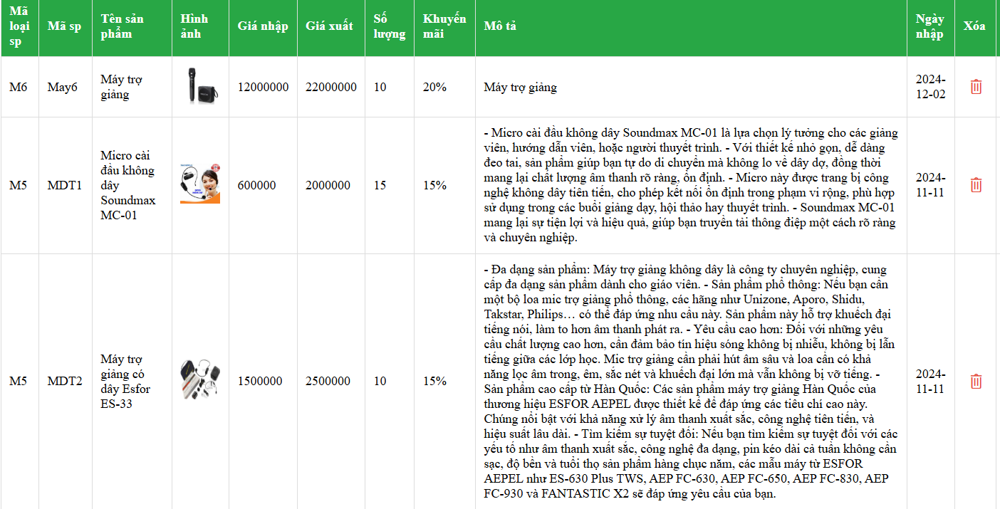 Mã
loại
sp
Mã sp
Tên sản
phẩm
Hình
ảnh
Giá nhập
Giá xuất
Số
lượng
Khuyến
mãi
Mô tả
Ngày
nhập
Xóa
M6
May6
Máy trợ
giảng
12000000
22000000
10
20%
Máy trợ giảng
2024-
12-02
M5
MDT1
Micro cài
đầu không
dây
Soundmax
MC-01
600000
2000000
15
15%
- Micro cài đầu không dây Soundmax MC-01 là lựa chọn lý tưởng cho các giảng
viên, hướng dẫn viên, hoặc người thuyết trình. - Với thiết kế nhỏ gọn, dễ dàng
đeo tai, sản phẩm giúp bạn tự do di chuyển mà không lo về dây dợ, đồng thời
mang lại chất lượng âm thanh rõ ràng, ổn định. - Micro này được trang bị công
nghệ không dây tiên tiến, cho phép kết nối ổn định trong phạm vi rộng, phù hợp
sử dụng trong các buổi giảng dạy, hội thảo hay thuyết trình. - Soundmax MC-01
mang lại sự tiện lợi và hiệu quả, giúp bạn truyền tải thông điệp một cách rõ ràng
và chuyên nghiệp.
2024-
11-11
M5
MDT2
Máy trợ
giảng có
dây Esfor
ES-33
1500000
2500000
10
15%
- Đa dạng sản phẩm: Máy trợ giảng không dây là công ty chuyên nghiệp, cung
cấp đa dạng sản phẩm dành cho giáo viên. - Sản phẩm phổ thông: Nếu bạn cần
một bộ loa mic trợ giảng phổ thông, các hãng như Unizone, Aporo, Shidu,
Takstar, Philips… có thể đáp ứng nhu cầu này. Sản phẩm này hỗ trợ khuếch đại
tiếng nói, làm to hơn âm thanh phát ra. - Yêu cầu cao hơn: Đối với những yêu
cầu chất lượng cao hơn, cần đảm bảo tín hiệu sóng không bị nhiễu, không bị lẫn
tiếng giữa các lớp học. Mic trợ giảng cần phải hút âm sâu và loa cần có khả
năng lọc âm trong, êm, sắc nét và khuếch đại lớn mà vẫn không bị vỡ tiếng. -
Sản phẩm cao cấp từ Hàn Quốc: Các sản phẩm máy trợ giảng Hàn Quốc của
thương hiệu ESFOR AEPEL được thiết kế để đáp ứng các tiêu chí cao này.
Chúng nổi bật với khả năng xử lý âm thanh xuất sắc, công nghệ tiên tiến, và
hiệu suất lâu dài. - Tìm kiếm sự tuyệt đối: Nếu bạn tìm kiếm sự tuyệt đối với các
yếu tố như âm thanh xuất sắc, công nghệ đa dạng, pin kéo dài cả tuần không cần
sạc, độ bền và tuổi thọ sản phẩm hàng chục năm, các mẫu máy từ ESFOR
AEPEL như ES-630 Plus TWS, AEP FC-630, AEP FC-650, AEP FC-830, AEP
FC-930 và FANTASTIC X2 sẽ đáp ứng yêu cầu của bạn.
2024-
11-11